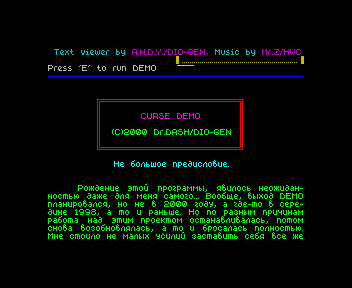 Text viewer by A.N.D.Y./DIO-GEN, Music by Mr.Z/HWC
Press 'E' to run DEMO
CURSE DEMO
(C)2000 Dr.DASH/DIO-GEN
Не большое предисловие.
Рождение этой программы, явилось неожидан-
ностью даже для меня самого... Вообще, выход DEMO
планировался, но не в 2000 году, а где-то в сере-
дине 1998, а то и раньше. Но по разным причинам
работа над этим проектом останавливалась, потом
снова возобновлялась, а то и бросалась полностью.
Мне стоило не малых усилий заставить себя все же